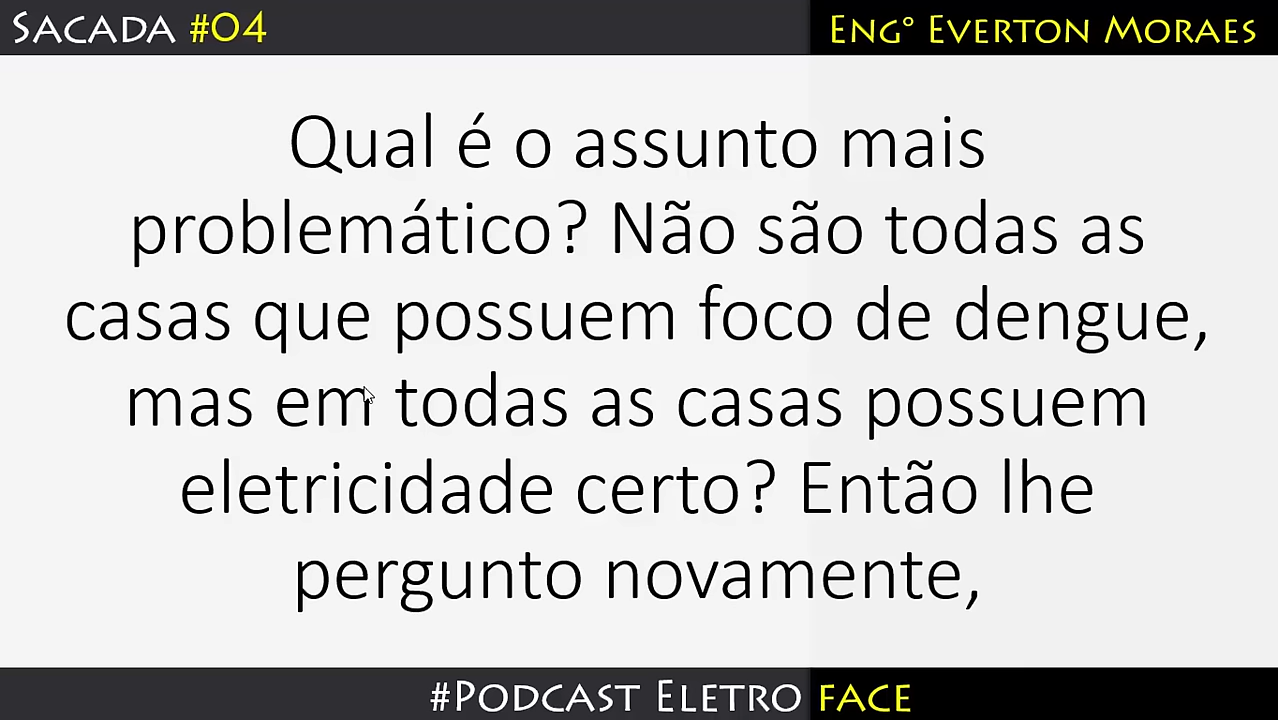 SACADA #04
ENG° EVERTON MORAES
Qual é o assunto mais
problemático? Não são todas as
casas que possuem foco de dengue,
mas em todas as casas possuem
eletricidade certo? Então lhe
pergunto novamente,
#PODCAST ELETRO FACE